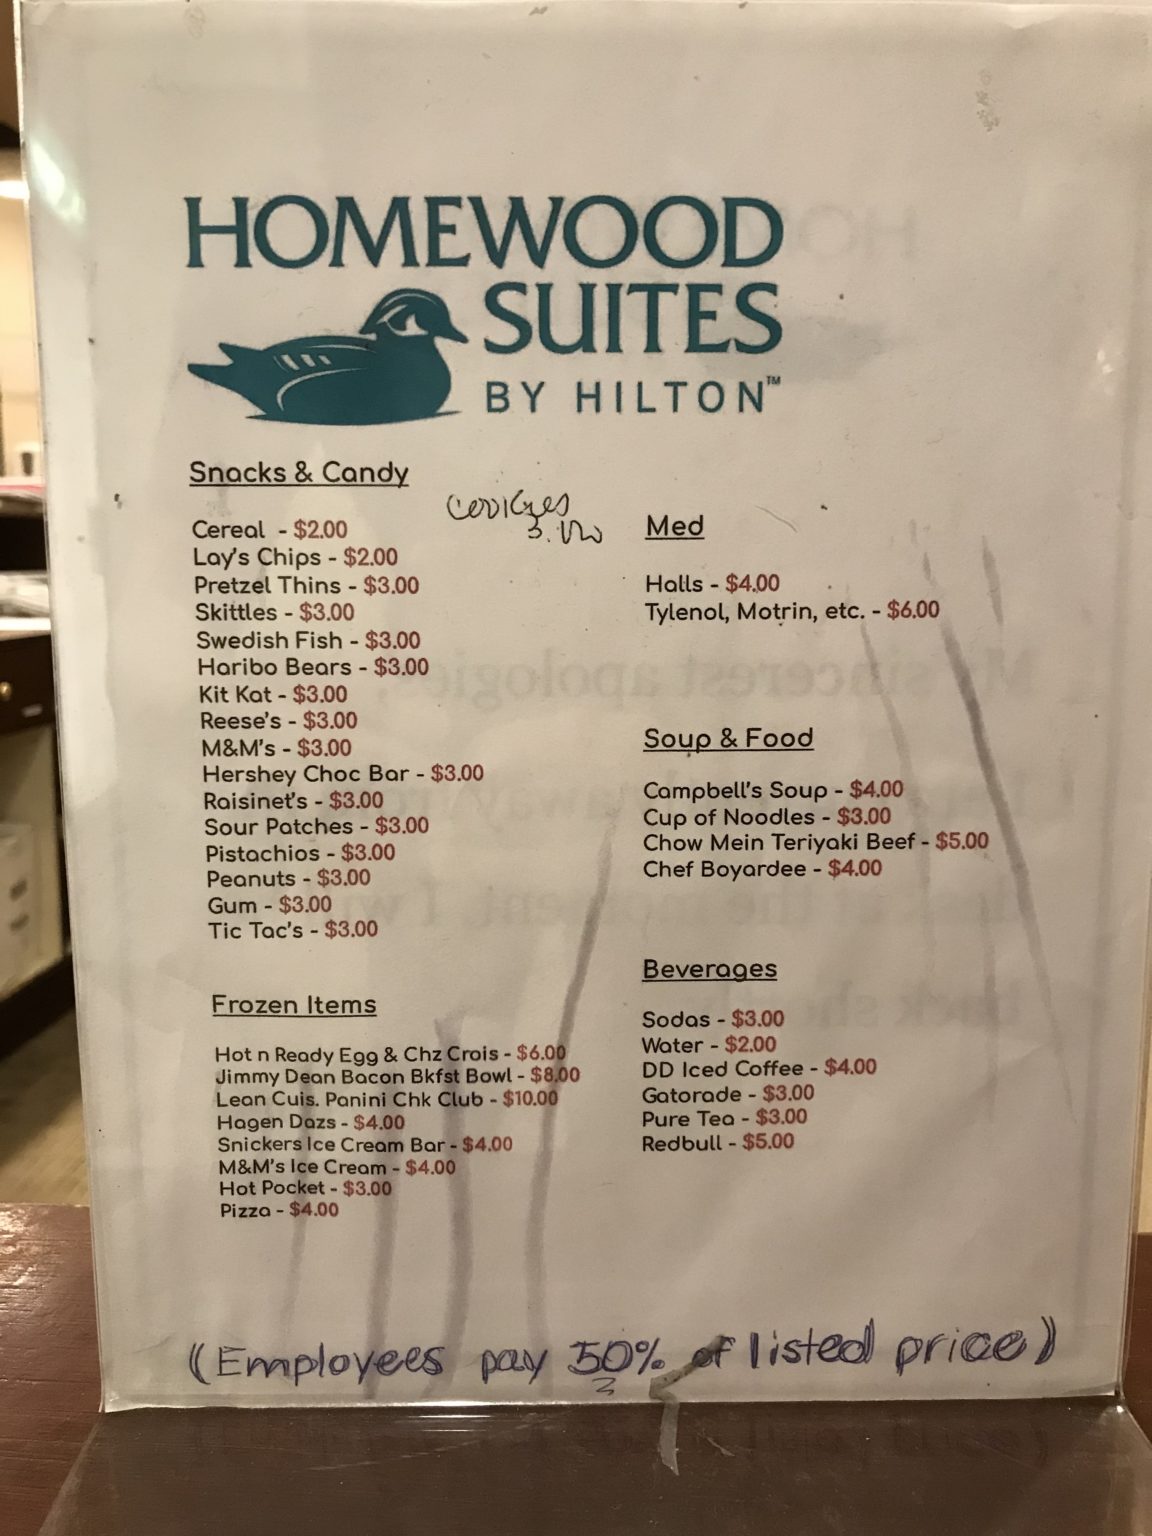 HOMEWOOD
SUITES
BY HILTON™
Snacks & Candy
Cereal - $2.00
Lay's Chips - $2.00
Pretzel Thins - $3.00
Skittles - $3.00
Swedish Fish - $3.00
Haribo Bears - $3.00
Kit Kat - $3.00
Reese's - $3.00
M&M's - $3.00
Hershey Choc Bar - $3.00
Raisinet's - $3.00
Sour Patches - $3.00
Pistachios - $3.00
Peanuts - $3.00
Gum - $3.00
Tic Tac's - $3.00
Frozen Items
Hot n Ready Egg & Chz Crois - $6.00
Jimmy Dean Bacon Bkfst Bowl - $8.00
Lean Cuis. Panini Chk Club - $10.00
Hagen Dazs - $4.00
Snickers Ice Cream Bar - $4.00
M&M's Ice Cream - $4.00
Hot Pocket - $3.00
Pizza - $4.00
Med
Halls - $4.00
Tylenol, Motrin, etc. - $6.00
Soup & Food
Campbell's Soup - $4.00
Cup of Noodles - $3.00
Chow Mein Teriyaki Beef - $5.00
Chef Boyardee - $4.00
Beverages
Sodas - $3.00
Water - $2.00
DD Iced Coffee - $4.00
Gatorade - $3.00
Pure Tea - $3.00
Redbull - $5.00
(Employees pay 50% of listed price)